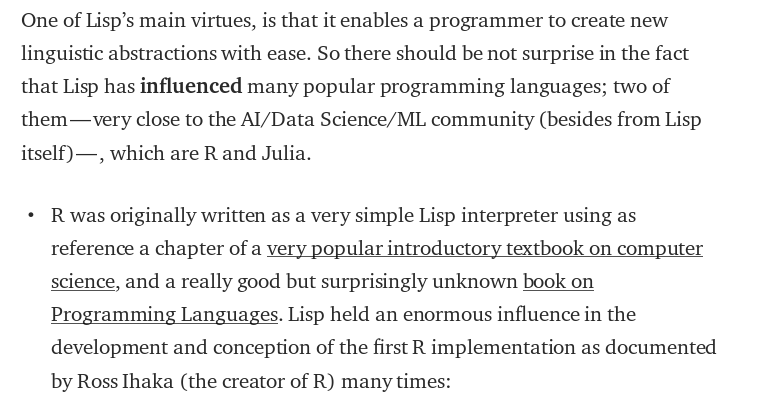 One of Lisp’s main virtues, is that it enables a programmer to create new
linguistic abstractions with ease. So there should be not surprise in the fact
that Lisp has influenced many popular programming languages; two of
them — very close to the AI/Data Science/ML community (besides from Lisp
itself) — , which are R and Julia.
• R was originally written as a very simple Lisp interpreter using as
reference a chapter of a very popular introductory textbook on computer
science, and a really good but surprisingly unknown book on
Programming Languages. Lisp held an enormous influence in the
development and conception of the first R implementation as documented
by Ross Ihaka (the creator of R) many times: